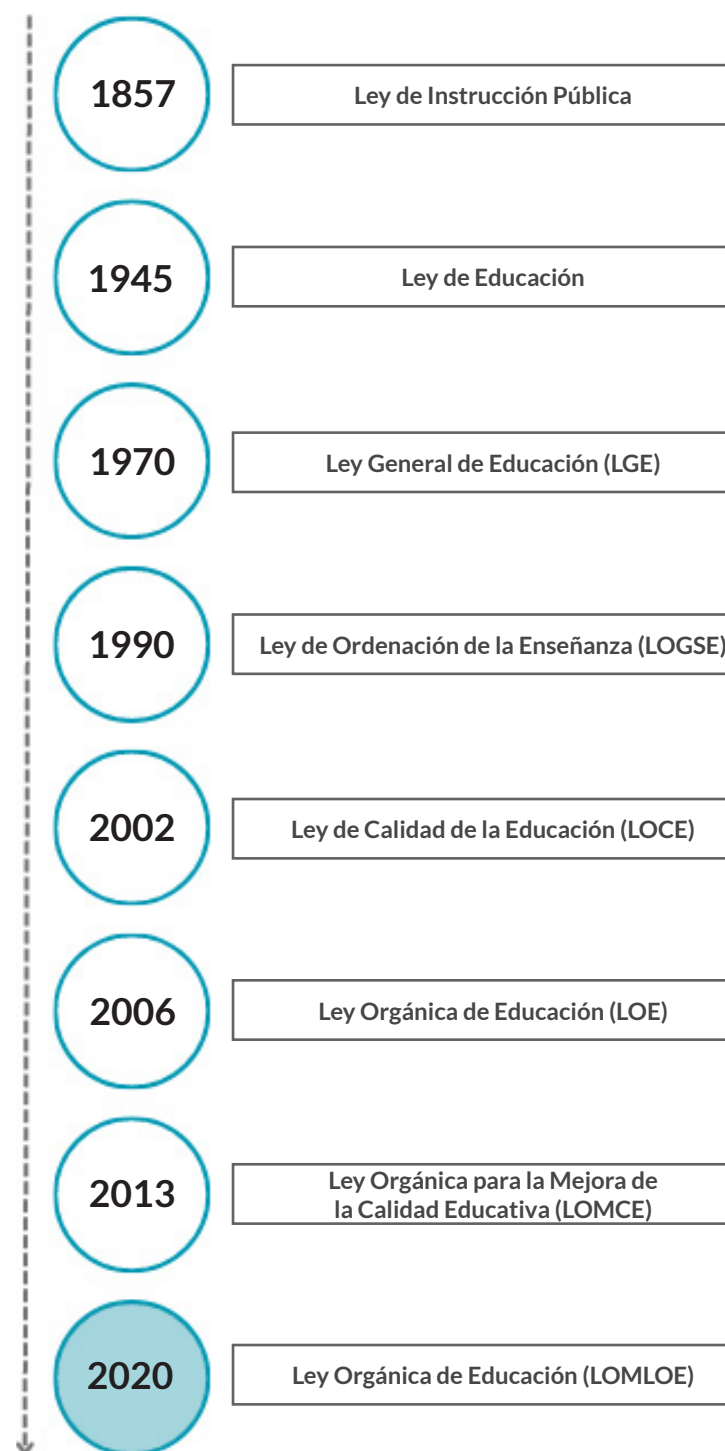 1857
Ley de Instrucción Pública
1945
Ley de Educación
1970
Ley General de Educación (LGE)
1990
Ley de Ordenación de la Enseñanza (LOGSE)
2002
Ley de Calidad de la Educación (LOCE)
2006
Ley Orgánica de Educación (LOE)
2013
Ley Orgánica para la Mejora de
la Calidad Educativa (LOMCE)
2020
Ley Orgánica de Educación (LOMLOE)